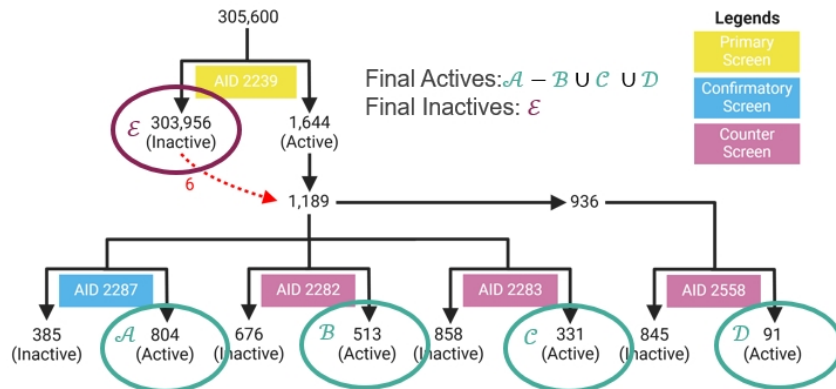 305,600
Legends
Primary
Screen
Confirmatory
Screen
Counter
Screen
AID 2239
Final Actives:𝒜 − ℬ ∪ 𝒞 ∪ 𝒟
Final Inactives: ℰ
ℰ 303,956
(Inactive)
1,644
(Active)
6
1,189
936
AID 2287
AID 2282
AID 2283
AID 2558
385
(Inactive)
𝒜 804
(Active)
676
(Inactive)
ℬ 513
(Active)
858
(Inactive)
𝒞 331
(Active)
845
(Inactive)
𝒟 91
(Active)